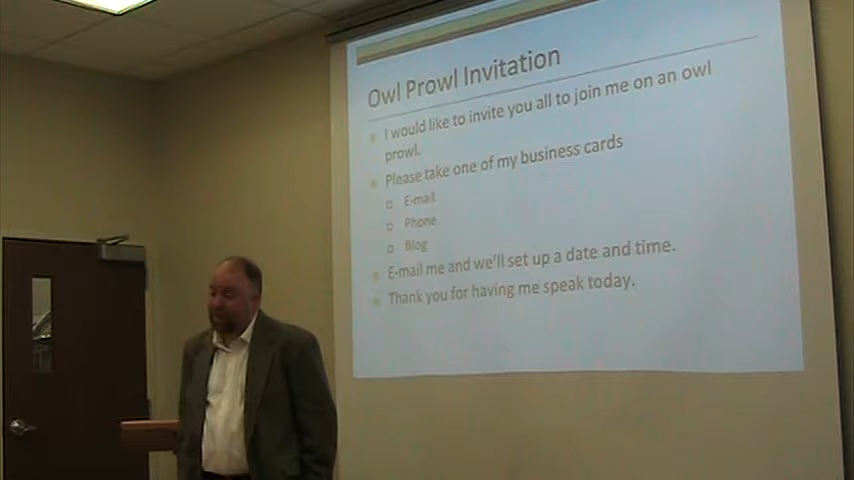 Owl Prowl Invitation
I would like to invite you all to join me on an owl
prowl.
Please take one of my business cards
E-mail
Phone
Blog
E-mail me and we'll set up a date and time.
Thank you for having me speak today.